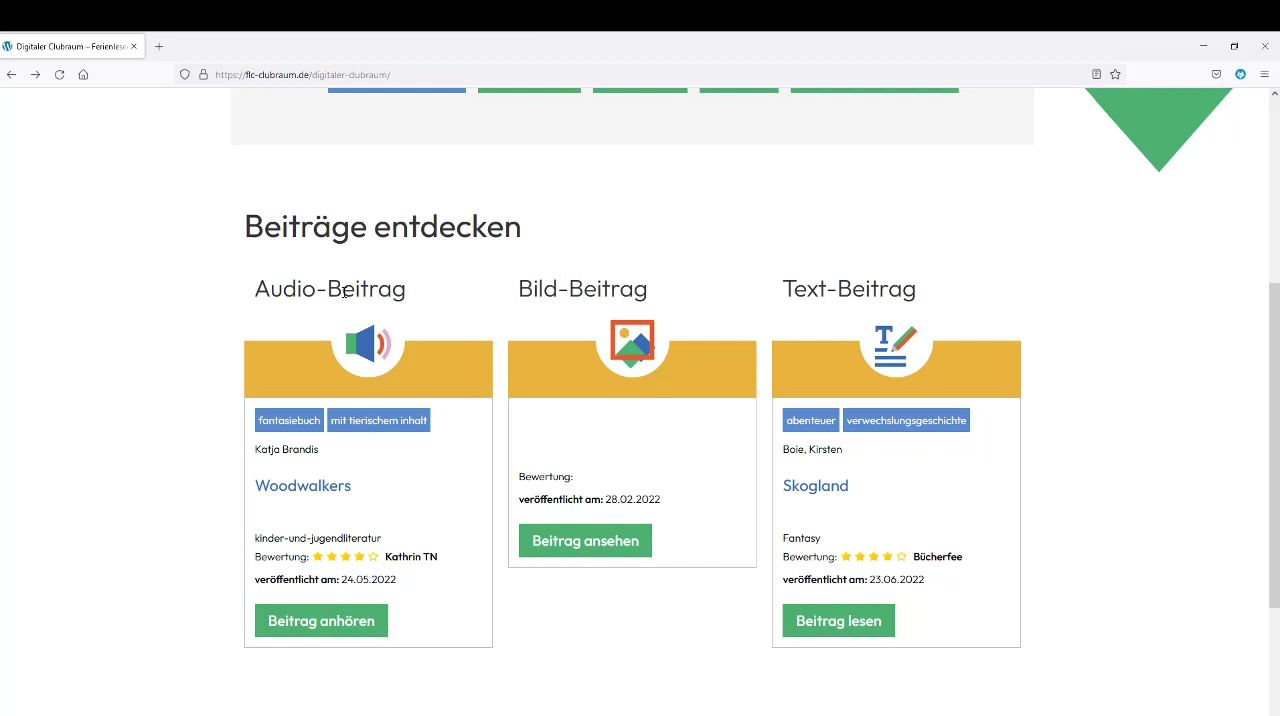 Digitaler Clubraum – Ferienlese
https://flc-clubraum.de/digitaler-clubraum/
Beiträge entdecken
Audio-Beitrag
fantasiebuch mit tierischem inhalt
Katja Brandis
Woodwalkers
kinder-und-jugendliteratur
Bewertung: Kathrin TN
veröffentlicht am: 24.05.2022
Beitrag anhören
Bild-Beitrag
Bewertung:
veröffentlicht am: 28.02.2022
Beitrag ansehen
Text-Beitrag
T
abenteuer verwechslungsgeschichte
Boie, Kirsten
Skogland
Fantasy
Bewertung: Bücherfee
veröffentlicht am: 23.06.2022
Beitrag lesen